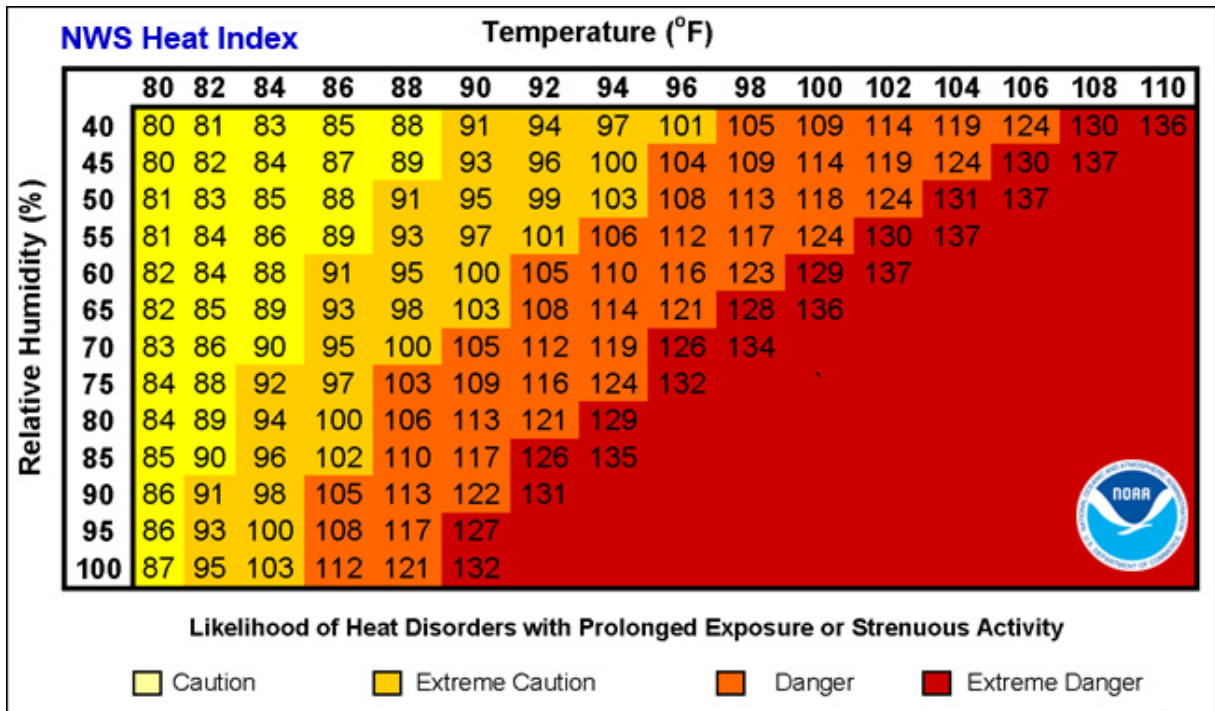 NWS Heat Index
Temperature (°F)
80 82 84 86 88 90 92 94 96 98 100 102 104 106 108 110
Relative Humidity (%)
40 80 81 83 85 88 91 94 97 101 105 109 114 119 124 130 136
45 80 82 84 87 89 93 96 100 104 109 114 119 124 130 137
50 81 83 85 88 91 95 99 103 108 113 118 124 131 137
55 81 84 86 89 93 97 101 106 112 117 124 130 137
60 82 84 88 91 95 100 105 110 116 123 129 137
65 82 85 89 93 98 103 108 114 121 128 136
70 83 86 90 95 100 105 112 119 126 134
75 84 88 92 97 103 109 116 124 132
80 84 89 94 100 106 113 121 129
85 85 90 96 102 110 117 126 135
90 86 91 98 105 113 122 131
95 86 93 100 108 117 127
100 87 95 103 112 121 132
NOAA
NATIONAL OCEANIC AND ATMOSPHERIC ADMINISTRATION
U.S. DEPARTMENT OF COMMERCE
Likelihood of Heat Disorders with Prolonged Exposure or Strenuous Activity
Caution Extreme Caution Danger Extreme Danger